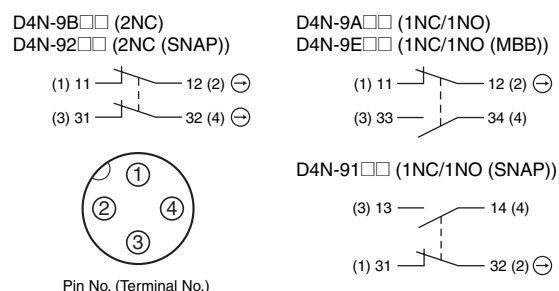 D4N-9B□□ (2NC)
D4N-92□□ (2NC (SNAP))
(1) 11 12 (2)
(3) 31 32 (4)
1
2 4
3
Pin No. (Terminal No.)
D4N-9A□□ (1NC/1NO)
D4N-9E□□ (1NC/1NO (MBB))
(1) 11 12 (2)
(3) 33 34 (4)
D4N-91□□ (1NC/1NO (SNAP))
(3) 13 14 (4)
(1) 31 32 (2)